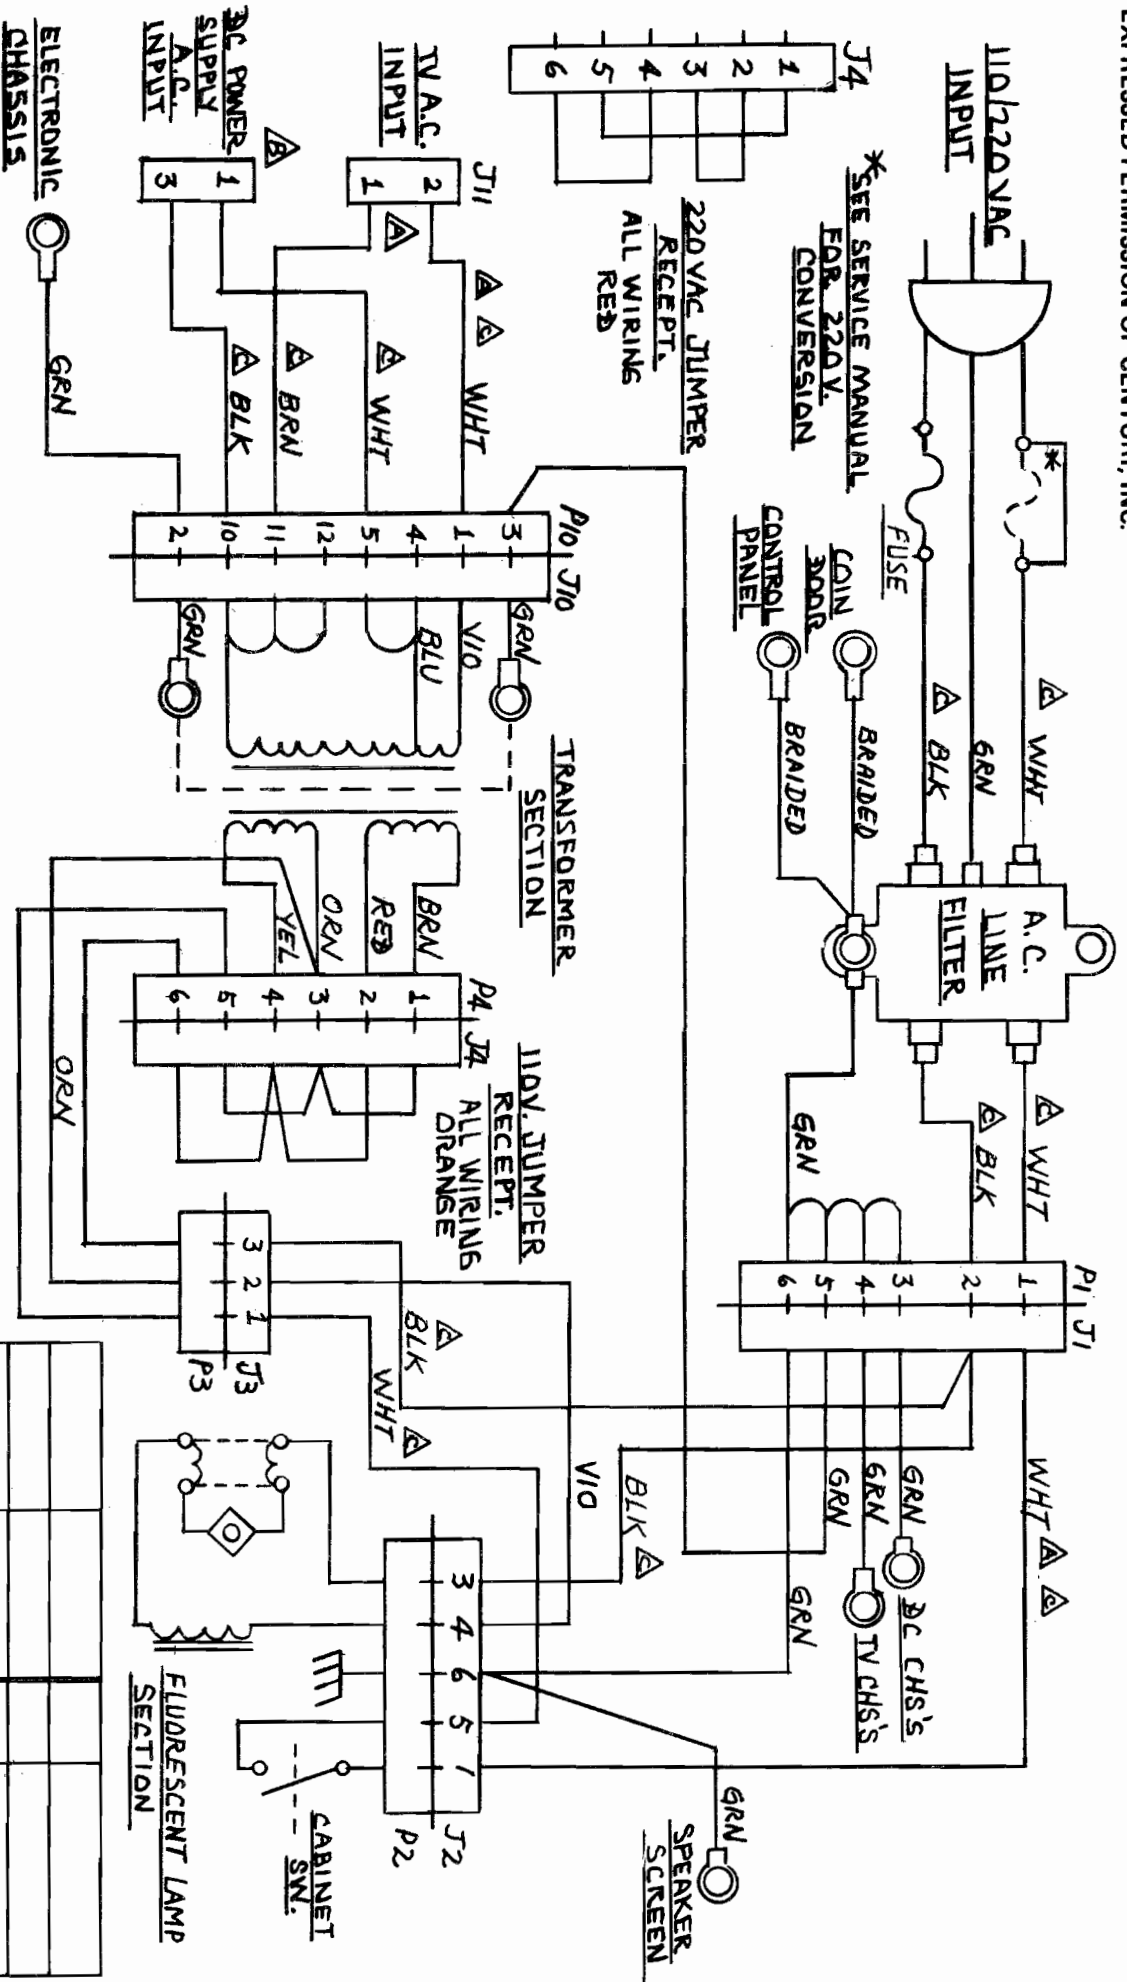 EXPRESSED PERMISSION OF CENTURI, INC.
110/220VAC
INPUT
*
*SEE SERVICE MANUAL
FOR 220V.
CONVERSION
FUSE
C WHT
GRN
C BLK
A.C.
LINE
FILTER
C WHT
C BLK
GRN
COIN
DOOR
CONTROL
PANEL
BRAIDED
BRAIDED
P1 J1
1
2
3
4
5
6
WHT A C
GRN
GRN
GRN
DC CHS'S
TV CHS'S
GRN
GRN
SPEAKER
SCREEN
J4
1
2
3
4
5
6
220VAC JUMPER
RECEPT.
ALL WIRING
RED
J11
TV A.C.
INPUT
2
1
A
DC POWER
SUPPLY
A.C.
INPUT
1
3
B
ELECTRONIC
CHASSIS
GRN
A C WHT
C WHT
C BRN
C BLK
P10 J10
3
1
4
5
12
11
10
2
GRN
VIO
BLU
GRN
TRANSFORMER
SECTION
BRN
RED
ORN
YEL
ORN
P4 J4
1
2
3
4
5
6
110V. JUMPER
RECEPT.
ALL WIRING
ORANGE
3
2
1
J3
P3
C
BLK
WHT C
VIO
BLK C
3
4
6
5
1
J2
P2
CABINET
SW.
FLUORESCENT LAMP
SECTION